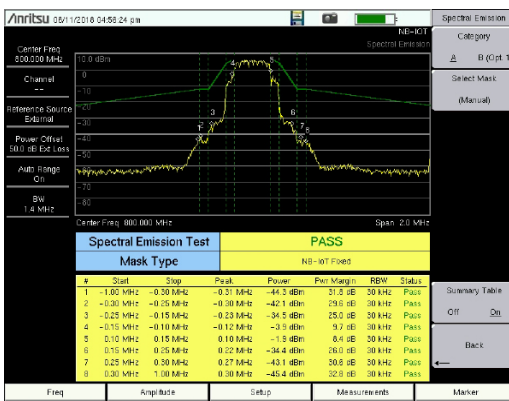 Anritsu 06/11/2018 04:58:24 pm
Spectral Emission
NB-IOT
Spectral Emission
Category
A B (Opt. 1
Center Freq
800.000 MHz
10.0 dBm
Channel
--
0
Select Mask
(Manual)
-10
Reference Source
External
-20
-30
Power Offset
50.0 dB Ext Loss
-40
-50
Auto Range
On
-60
BW
1.4 MHz
-80
3 4 5 6
Center Freq 800.000 MHz Span 2.0 MHz
Spectral Emission Test PASS
Mask Type NB-IoT Fixed
# Start Stop Peak Power Pwr Margin RBW Status
1 -1.00 MHz -0.30 MHz -0.31 MHz -44.3 dBm 31.8 dB 30 kHz Pass
2 -0.30 MHz -0.25 MHz -0.30 MHz -42.1 dBm 29.6 dB 30 kHz Pass
3 -0.25 MHz -0.15 MHz -0.23 MHz -34.5 dBm 25.0 dB 30 kHz Pass
4 -0.15 MHz -0.10 MHz -0.12 MHz -3.9 dBm 9.7 dB 30 kHz Pass
5 0.10 MHz 0.15 MHz 0.10 MHz -1.9 dBm 8.4 dB 30 kHz Pass
6 0.15 MHz 0.25 MHz 0.22 MHz -34.4 dBm 26.0 dB 30 kHz Pass
7 0.25 MHz 0.30 MHz 0.27 MHz -43.1 dBm 30.8 dB 30 kHz Pass
8 0.30 MHz 1.00 MHz 0.30 MHz -45.4 dBm 32.8 dB 30 kHz Pass
Summary Table
Off On
Back
Freq Amplitude Setup Measurements Marker